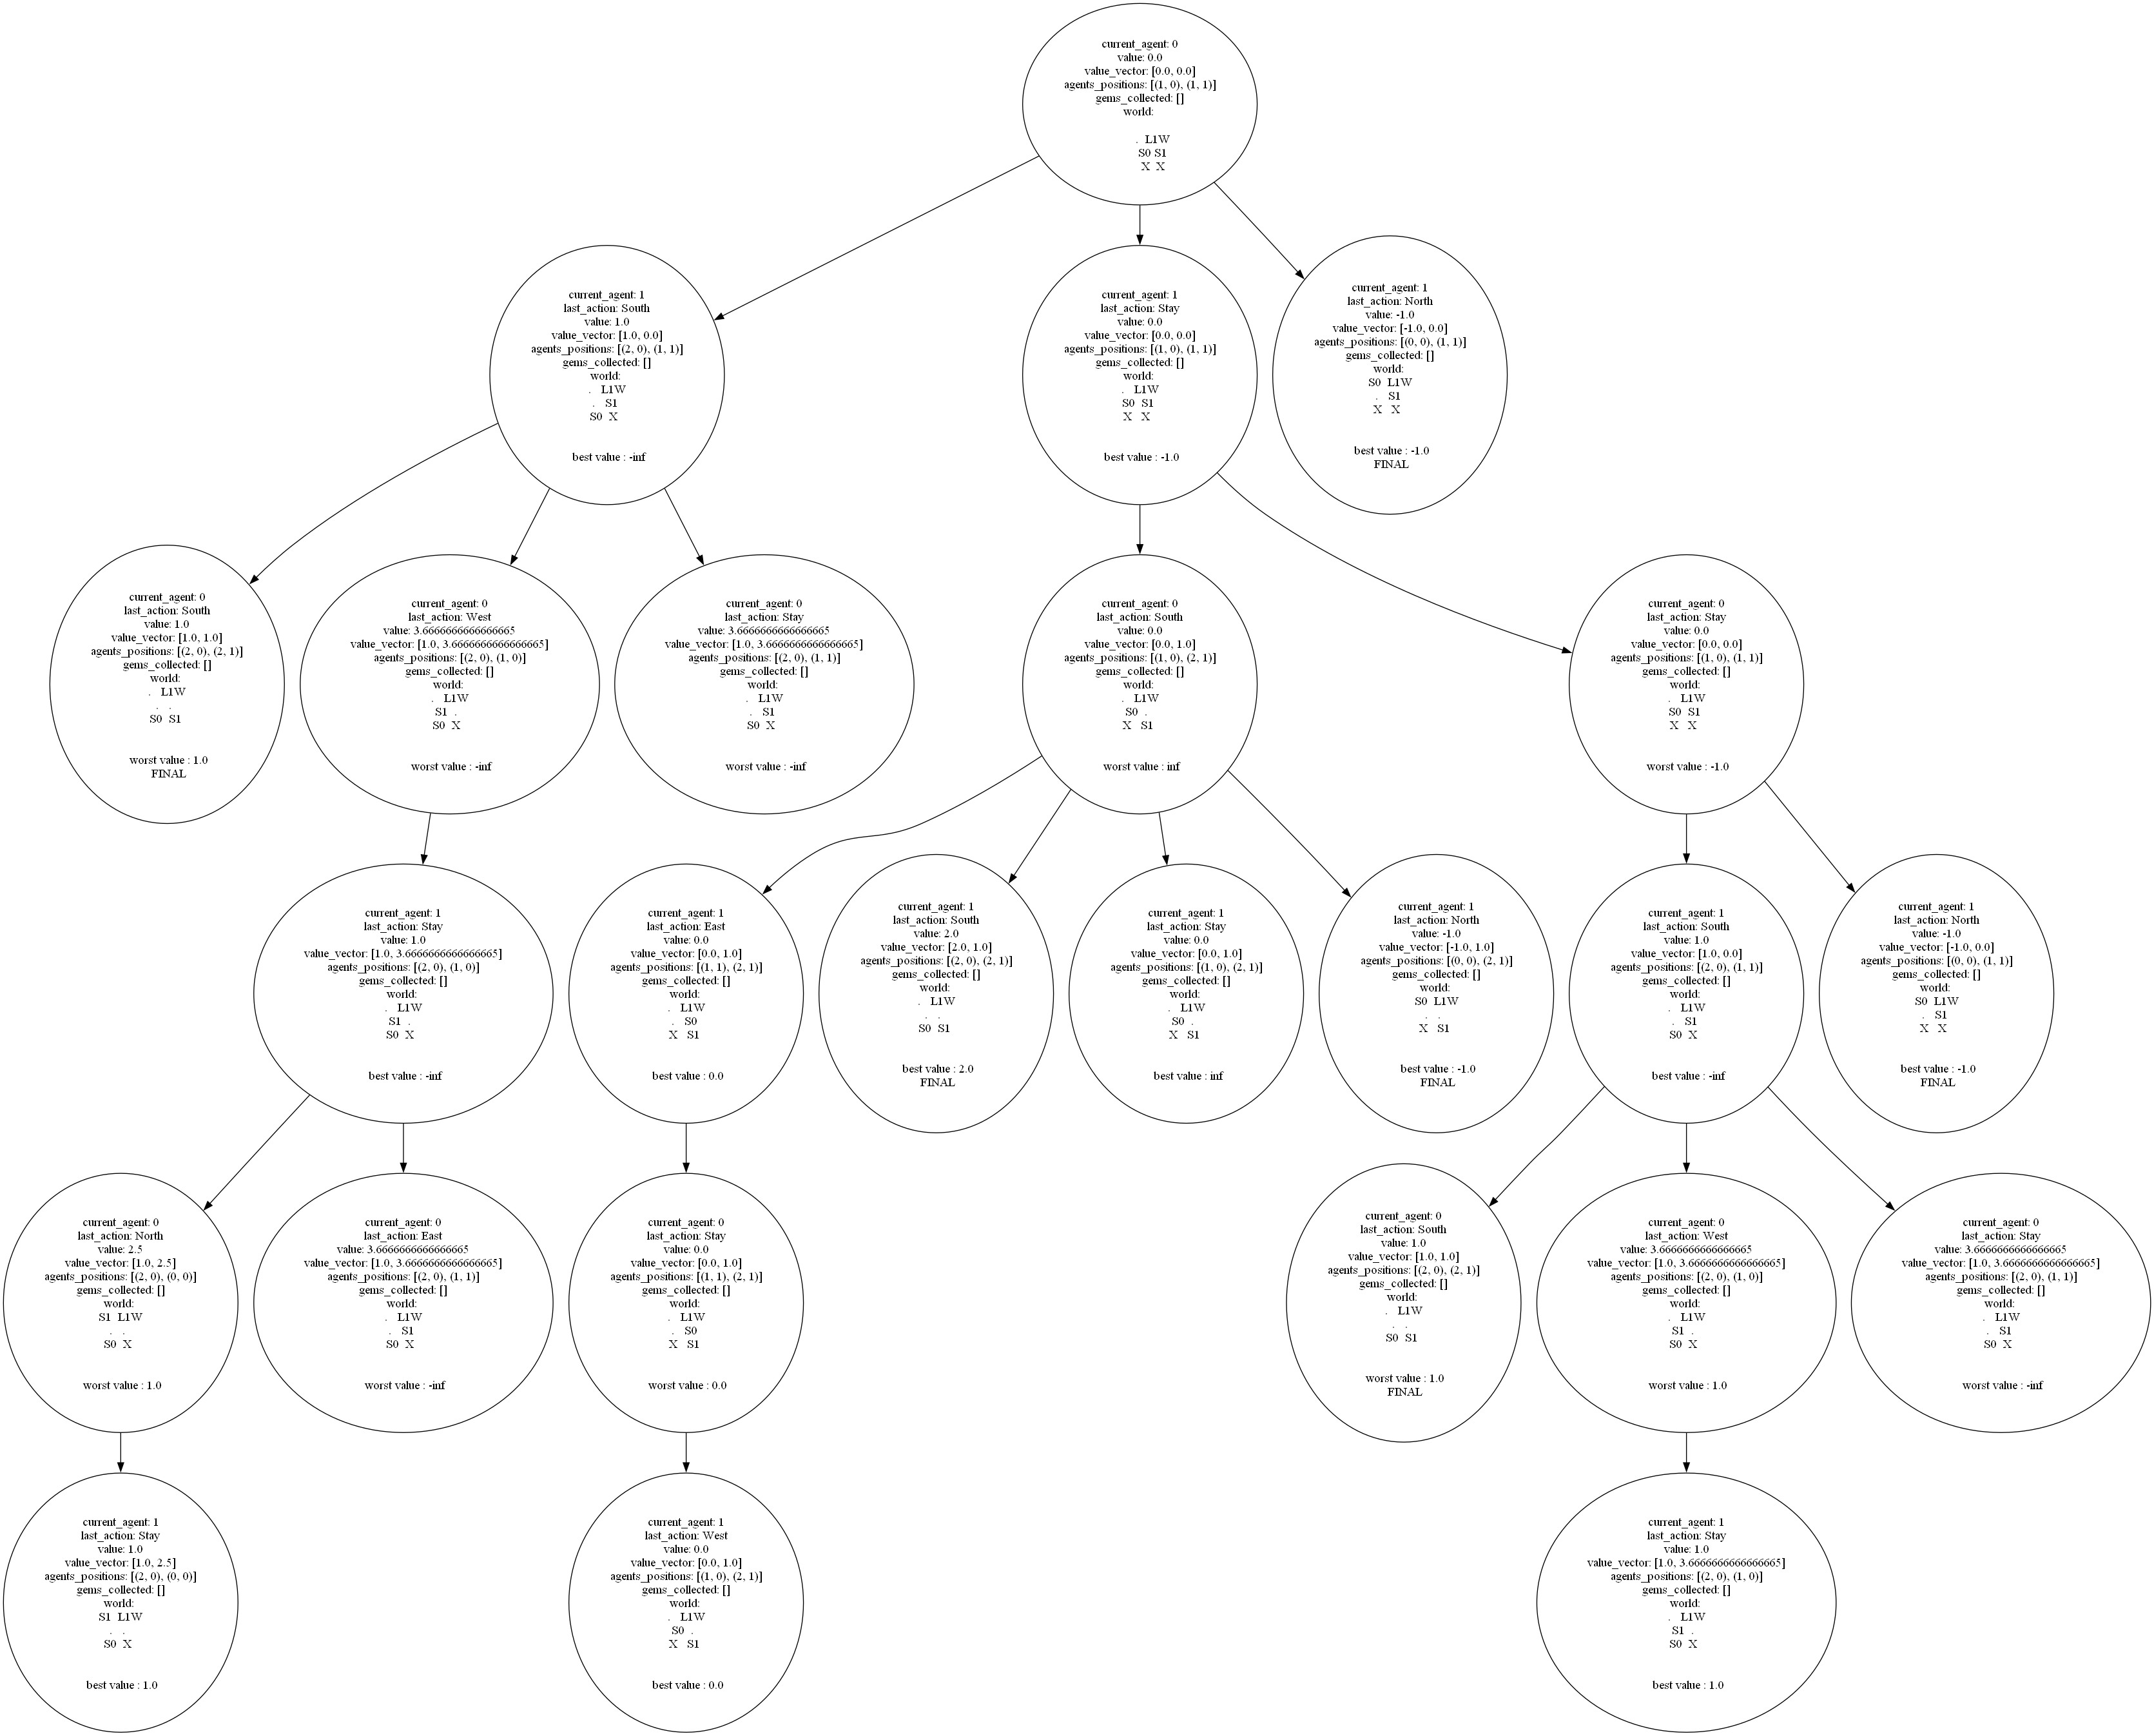 current_agent: 0
value: 0.0
value_vector: [0.0, 0.0]
agents_positions: [(1, 0), (1, 1)]
gems_collected: []
world:
. L1W
S0 S1
X X
current_agent: 1
last_action: South
value: 1.0
value_vector: [1.0, 0.0]
agents_positions: [(2, 0), (1, 1)]
gems_collected: []
world:
. L1W
. S1
S0 X
best value : -inf
current_agent: 1
last_action: Stay
value: 0.0
value_vector: [0.0, 0.0]
agents_positions: [(1, 0), (1, 1)]
gems_collected: []
world:
. L1W
S0 S1
X X
best value : -1.0
current_agent: 1
last_action: North
value: -1.0
value_vector: [-1.0, 0.0]
agents_positions: [(0, 0), (1, 1)]
gems_collected: []
world:
S0 L1W
. S1
X X
best value : -1.0
FINAL
current_agent: 0
last_action: South
value: 1.0
value_vector: [1.0, 1.0]
agents_positions: [(2, 0), (2, 1)]
gems_collected: []
world:
. L1W
. .
S0 S1
worst value : 1.0
FINAL
current_agent: 0
last_action: West
value: 3.6666666666666665
value_vector: [1.0, 3.6666666666666665]
agents_positions: [(2, 0), (1, 0)]
gems_collected: []
world:
. L1W
S1 .
S0 X
worst value : -inf
current_agent: 0
last_action: Stay
value: 3.6666666666666665
value_vector: [1.0, 3.6666666666666665]
agents_positions: [(2, 0), (1, 1)]
gems_collected: []
world:
. L1W
. S1
S0 X
worst value : -inf
current_agent: 0
last_action: South
value: 0.0
value_vector: [0.0, 1.0]
agents_positions: [(1, 0), (2, 1)]
gems_collected: []
world:
. L1W
S0 .
X S1
worst value : inf
current_agent: 0
last_action: Stay
value: 0.0
value_vector: [0.0, 0.0]
agents_positions: [(1, 0), (1, 1)]
gems_collected: []
world:
. L1W
S0 S1
X X
worst value : -1.0
current_agent: 1
last_action: Stay
value: 1.0
value_vector: [1.0, 3.6666666666666665]
agents_positions: [(2, 0), (1, 0)]
gems_collected: []
world:
. L1W
S1 .
S0 X
best value : -inf
current_agent: 1
last_action: East
value: 0.0
value_vector: [0.0, 1.0]
agents_positions: [(1, 1), (2, 1)]
gems_collected: []
world:
. L1W
. S0
X S1
best value : 0.0
current_agent: 1
last_action: South
value: 2.0
value_vector: [2.0, 1.0]
agents_positions: [(2, 0), (2, 1)]
gems_collected: []
world:
. L1W
. .
S0 S1
best value : 2.0
FINAL
current_agent: 1
last_action: Stay
value: 0.0
value_vector: [0.0, 1.0]
agents_positions: [(1, 0), (2, 1)]
gems_collected: []
world:
. L1W
S0 .
X S1
best value : inf
current_agent: 1
last_action: North
value: -1.0
value_vector: [-1.0, 1.0]
agents_positions: [(0, 0), (2, 1)]
gems_collected: []
world:
S0 L1W
. .
X S1
best value : -1.0
FINAL
current_agent: 1
last_action: South
value: 1.0
value_vector: [1.0, 0.0]
agents_positions: [(2, 0), (1, 1)]
gems_collected: []
world:
. L1W
. S1
S0 X
best value : -inf
current_agent: 1
last_action: North
value: -1.0
value_vector: [-1.0, 0.0]
agents_positions: [(0, 0), (1, 1)]
gems_collected: []
world:
S0 L1W
. S1
X X
best value : -1.0
FINAL
current_agent: 0
last_action: North
value: 2.5
value_vector: [1.0, 2.5]
agents_positions: [(2, 0), (0, 0)]
gems_collected: []
world:
S1 L1W
. .
S0 X
worst value : 1.0
current_agent: 0
last_action: East
value: 3.6666666666666665
value_vector: [1.0, 3.6666666666666665]
agents_positions: [(2, 0), (1, 1)]
gems_collected: []
world:
. L1W
. S1
S0 X
worst value : -inf
current_agent: 0
last_action: Stay
value: 0.0
value_vector: [0.0, 1.0]
agents_positions: [(1, 1), (2, 1)]
gems_collected: []
world:
. L1W
. S0
X S1
worst value : 0.0
current_agent: 0
last_action: South
value: 1.0
value_vector: [1.0, 1.0]
agents_positions: [(2, 0), (2, 1)]
gems_collected: []
world:
. L1W
. .
S0 S1
worst value : 1.0
FINAL
current_agent: 0
last_action: West
value: 3.6666666666666665
value_vector: [1.0, 3.6666666666666665]
agents_positions: [(2, 0), (1, 0)]
gems_collected: []
world:
. L1W
S1 .
S0 X
worst value : 1.0
current_agent: 0
last_action: Stay
value: 3.6666666666666665
value_vector: [1.0, 3.6666666666666665]
agents_positions: [(2, 0), (1, 1)]
gems_collected: []
world:
. L1W
. S1
S0 X
worst value : -inf
current_agent: 1
last_action: Stay
value: 1.0
value_vector: [1.0, 2.5]
agents_positions: [(2, 0), (0, 0)]
gems_collected: []
world:
S1 L1W
. .
S0 X
best value : 1.0
current_agent: 1
last_action: West
value: 0.0
value_vector: [0.0, 1.0]
agents_positions: [(1, 0), (2, 1)]
gems_collected: []
world:
. L1W
S0 .
X S1
best value : 0.0
current_agent: 1
last_action: Stay
value: 1.0
value_vector: [1.0, 3.6666666666666665]
agents_positions: [(2, 0), (1, 0)]
gems_collected: []
world:
. L1W
S1 .
S0 X
best value : 1.0